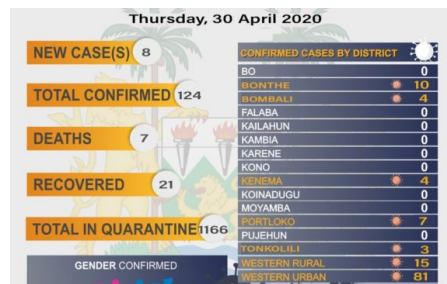 Thursday, 30 April 2020
NEW CASE(S) 8
TOTAL CONFIRMED 124
DEATHS 7
RECOVERED 21
TOTAL IN QUARANTINE 1166
GENDER CONFIRMED
CONFIRMED CASES BY DISTRICT
BO 0
BONTHE 10
BOMBALI 4
FALABA 0
KAILAHUN 0
KAMBIA 0
KARENE 0
KONO 0
KENEMA 4
KOINADUGU 0
MOYAMBA 0
PORTLOKO 7
PUJEHUN 0
TONKOLILI 3
WESTERN RURAL 15
WESTERN URBAN 81